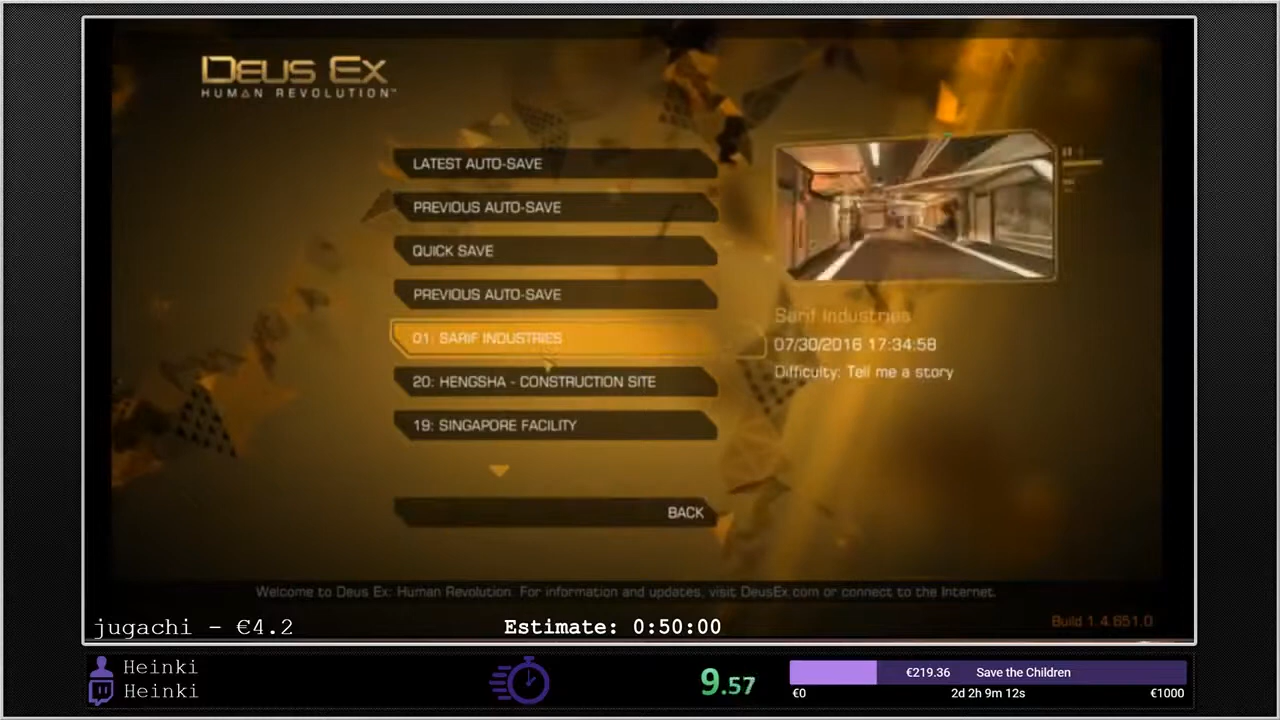 DEUS EX
HUMAN REVOLUTION™
LATEST AUTO-SAVE
PREVIOUS AUTO-SAVE
QUICK SAVE
PREVIOUS AUTO-SAVE
01: SARIF INDUSTRIES
20: HENGSHA - CONSTRUCTION SITE
19: SINGAPORE FACILITY
BACK
Sarif Industries
07/30/2016 17:34:58
Difficulty: Tell me a story
Welcome to Deus Ex: Human Revolution. For information and updates, visit DeusEx.com or connect to the Internet.
Build 1.4.651.0
jugachi - €4.2
Estimate: 0:50:00
Heinki
Heinki
9.57
€219.36 Save the Children
€0 2d 2h 9m 12s €1000